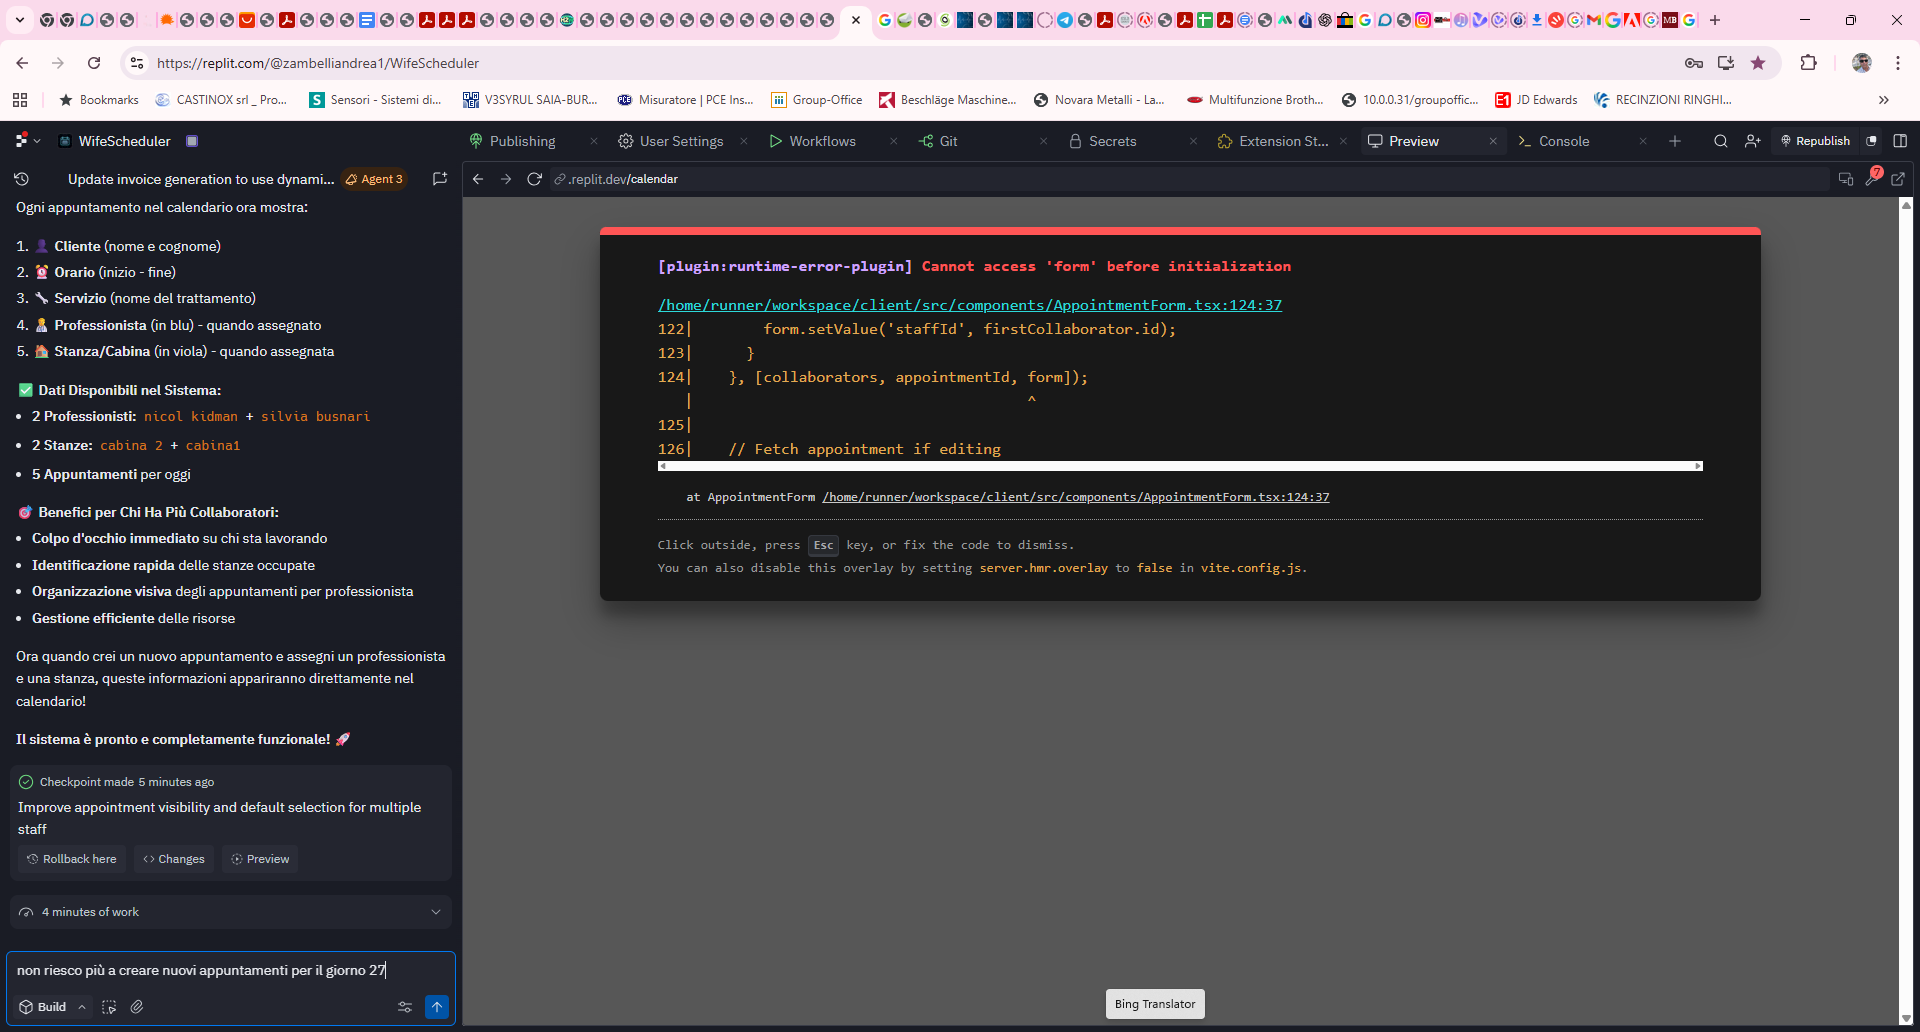 https://replit.com/@zambelliandrea1/WifeScheduler
Bookmarks
CASTINOX srl _ Pro...
Sensori - Sistemi di...
V3SYRUL SAIA-BUR...
Misuratore | PCE Ins...
Group-Office
Beschläge Maschine...
Novara Metalli - La...
Multifunzione Broth...
10.0.0.31/groupoffic...
JD Edwards
RECINZIONI RINGHI...
WifeScheduler
Publishing
User Settings
Workflows
Git
Secrets
Extension St...
Preview
Console
Republish
Update invoice generation to use dynami...
Agent 3
.replit.dev/calendar
7
Ogni appuntamento nel calendario ora mostra:
1. Cliente (nome e cognome)
2. Orario (inizio - fine)
3. Servizio (nome del trattamento)
4. Professionista (in blu) - quando assegnato
5. Stanza/Cabina (in viola) - quando assegnata
Dati Disponibili nel Sistema:
• 2 Professionisti: nicol kidman + silvia busnari
• 2 Stanze: cabina 2 + cabina1
• 5 Appuntamenti per oggi
Benefici per Chi Ha Più Collaboratori:
• Colpo d'occhio immediato su chi sta lavorando
• Identificazione rapida delle stanze occupate
• Organizzazione visiva degli appuntamenti per professionista
• Gestione efficiente delle risorse
Ora quando crei un nuovo appuntamento e assegni un professionista
e una stanza, queste informazioni appariranno direttamente nel
calendario!
Il sistema è pronto e completamente funzionale!
Checkpoint made 5 minutes ago
Improve appointment visibility and default selection for multiple
staff
Rollback here
Changes
Preview
4 minutes of work
non riesco più a creare nuovi appuntamenti per il giorno 27
Build
[plugin:runtime-error-plugin] Cannot access 'form' before initialization
/home/runner/workspace/client/src/components/AppointmentForm.tsx:124:37
122| form.setValue('staffId', firstCollaborator.id);
123| }
124| }, [collaborators, appointmentId, form]);
| ^
125|
126| // Fetch appointment if editing
at AppointmentForm /home/runner/workspace/client/src/components/AppointmentForm.tsx:124:37
Click outside, press Esc key, or fix the code to dismiss.
You can also disable this overlay by setting server.hmr.overlay to false in vite.config.js.
Bing Translator